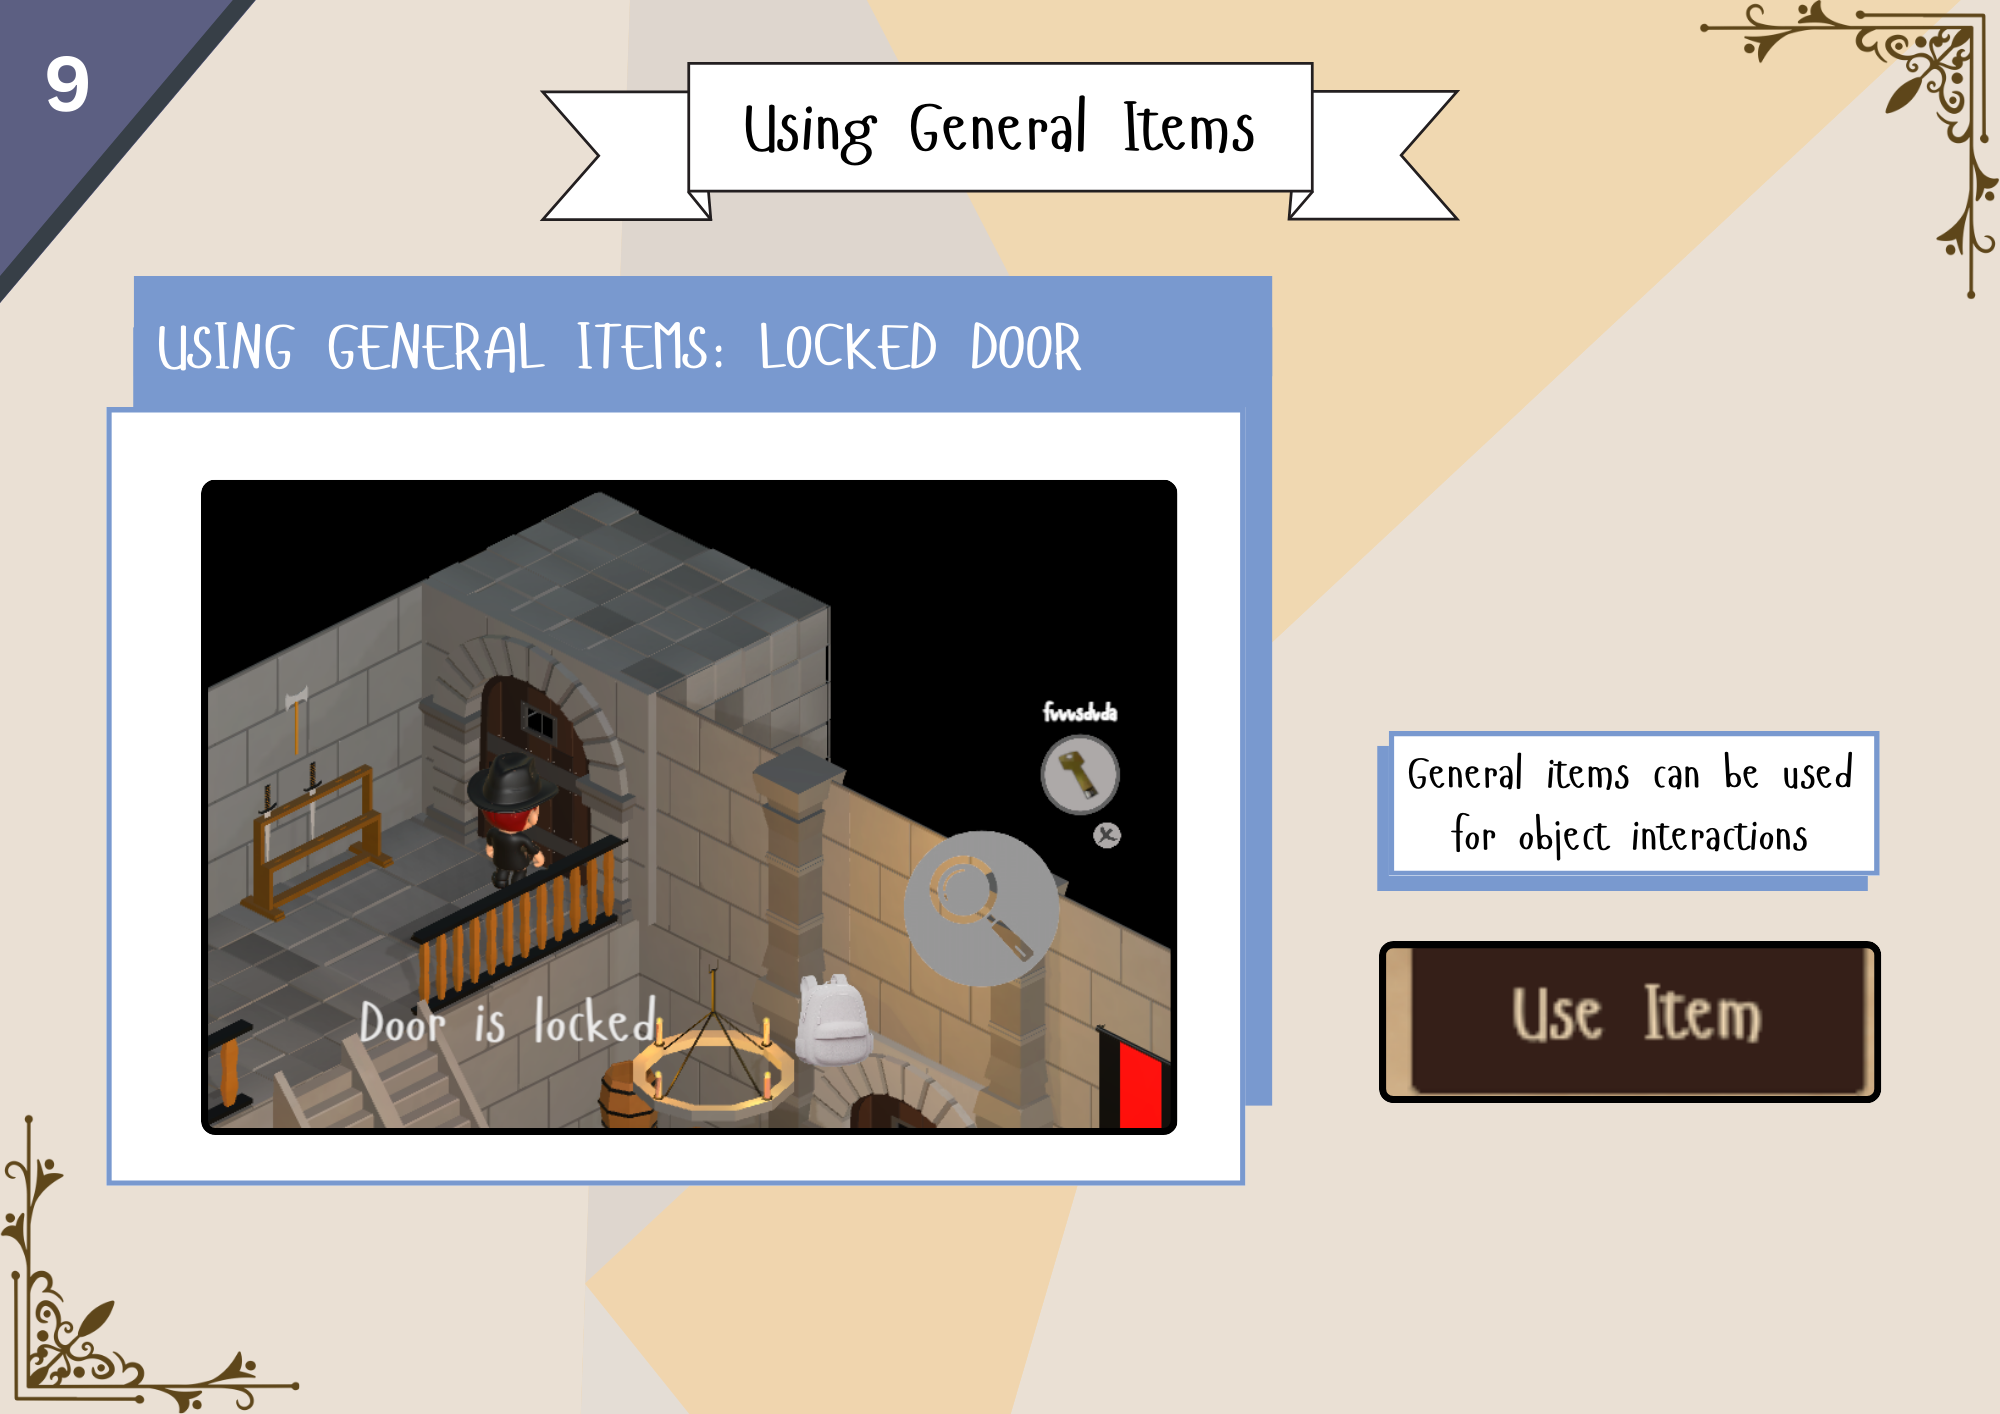 9
Using General Items
USING GENERAL ITEMS: LOCKED DOOR
fvvvsdvda
Door is locked
General items can be used
for object interactions
Use Item